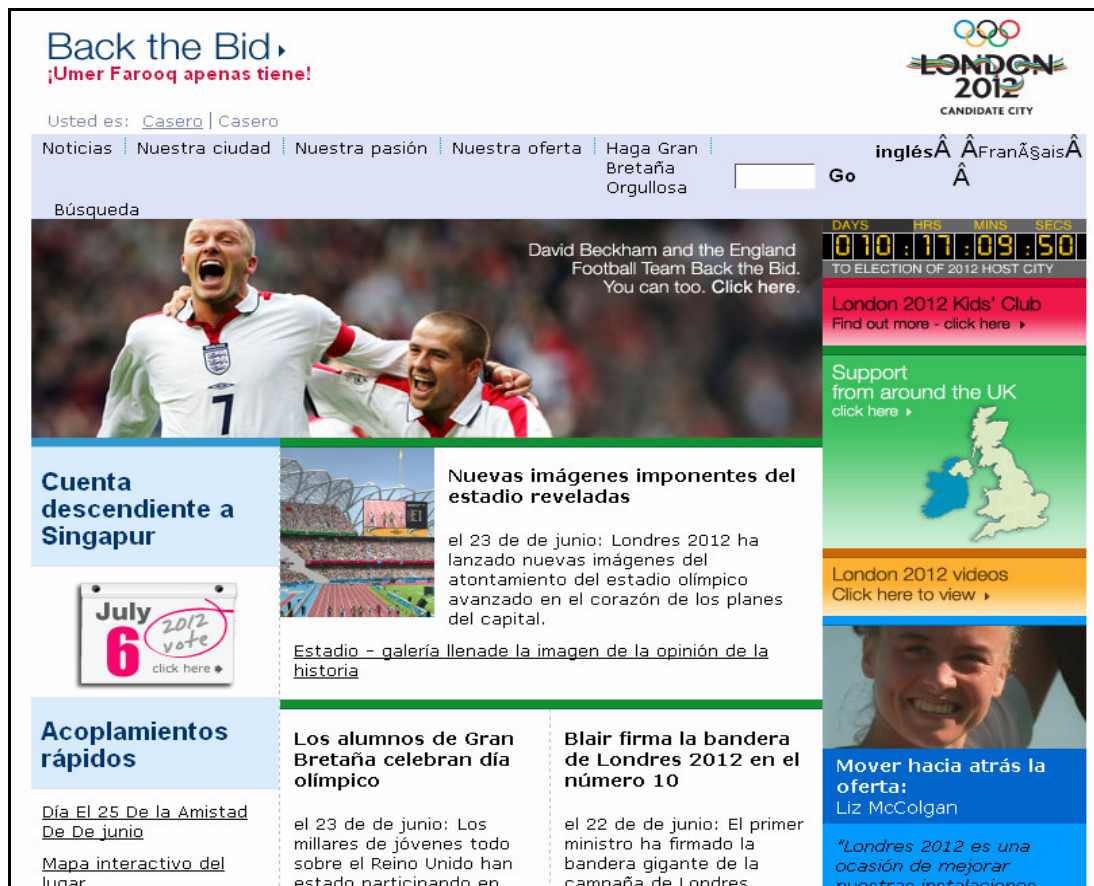 Back the Bid
¡Umer Farooq apenas tiene!
LONDON
2012
CANDIDATE CITY
Usted es: Casero | Casero
Noticias
Nuestra ciudad
Nuestra pasión
Nuestra oferta
Haga Gran
Bretaña
Orgullosa
Go
inglésÂ ÂFranÃ§aisÂ
Â
Búsqueda
David Beckham and the England
Football Team Back the Bid.
You can too. Click here.
7
DAYS HRS MINS SECS
010:17:09:50
TO ELECTION OF 2012 HOST CITY
London 2012 Kids' Club
Find out more - click here
Support
from around the UK
click here
London 2012 videos
Click here to view
Cuenta
descendiente a
Singapur
July
6
2012
vote
click here
Nuevas imágenes imponentes del
estadio reveladas
el 23 de de junio: Londres 2012 ha
lanzado nuevas imágenes del
atontamiento del estadio olímpico
avanzado en el corazón de los planes
del capital.
Estadio - galería llenade la imagen de la opinión de la
historia
Acoplamientos
rápidos
Día El 25 De la Amistad
De De junio
Mapa interactivo del
lugar
Los alumnos de Gran
Bretaña celebran día
olímpico
el 23 de de junio: Los
millares de jóvenes todo
sobre el Reino Unido han
estado participando en
Blair firma la bandera
de Londres 2012 en el
número 10
el 22 de de junio: El primer
ministro ha firmado la
bandera gigante de la
campaña de Londres
Mover hacia atrás la
oferta:
Liz McColgan
"Londres 2012 es una
ocasión de mejorar
nuestras instalaciones